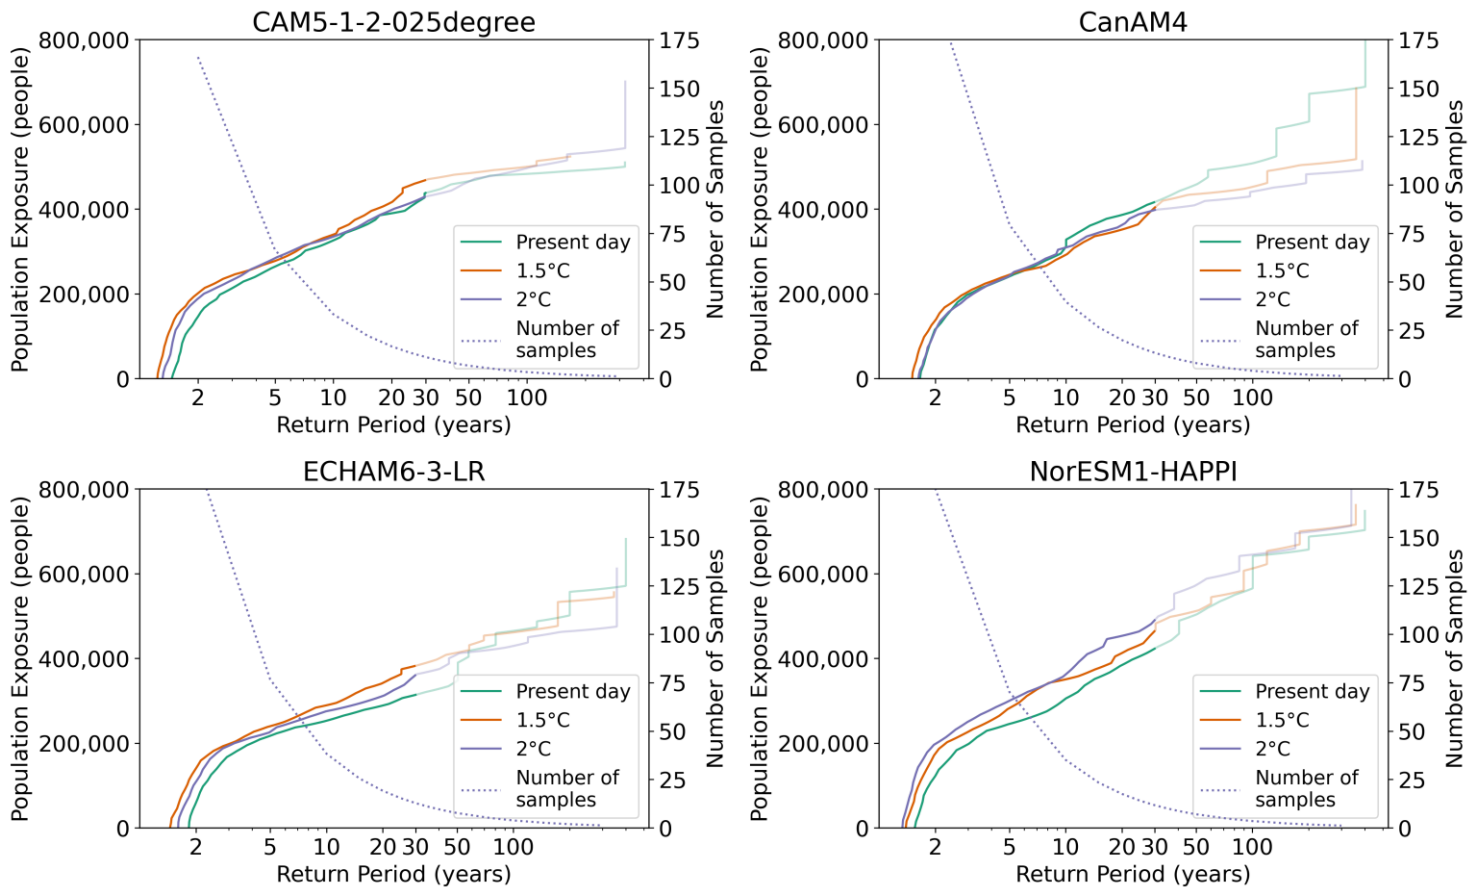 CAM5-1-2-025degree
800,000
600,000
400,000
200,000
0
Population Exposure (people)
175
150
125
100
75
50
25
0
Number of Samples
2 5 10 20 30 50 100
Return Period (years)
Present day
1.5°C
2°C
Number of
samples
CanAM4
800,000
600,000
400,000
200,000
0
Population Exposure (people)
175
150
125
100
75
50
25
0
Number of Samples
2 5 10 20 30 50 100
Return Period (years)
Present day
1.5°C
2°C
Number of
samples
ECHAM6-3-LR
800,000
600,000
400,000
200,000
0
Population Exposure (people)
175
150
125
100
75
50
25
0
Number of Samples
2 5 10 20 30 50 100
Return Period (years)
Present day
1.5°C
2°C
Number of
samples
NorESM1-HAPPI
800,000
600,000
400,000
200,000
0
Population Exposure (people)
175
150
125
100
75
50
25
0
Number of Samples
2 5 10 20 30 50 100
Return Period (years)
Present day
1.5°C
2°C
Number of
samples